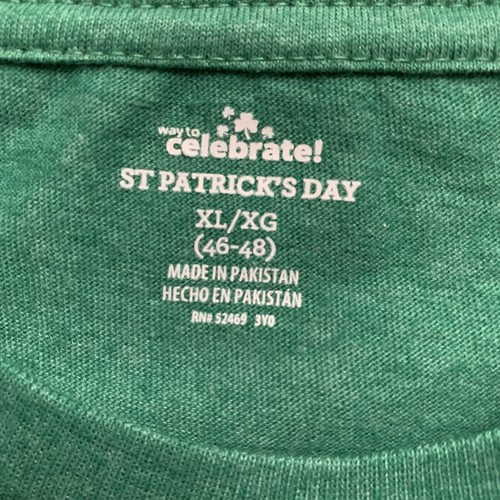 way to
celebrate!
ST PATRICK'S DAY
XL/XG
(46-48)
MADE IN PAKISTAN
HECHO EN PAKISTÁN
RN# 52469 3Y0